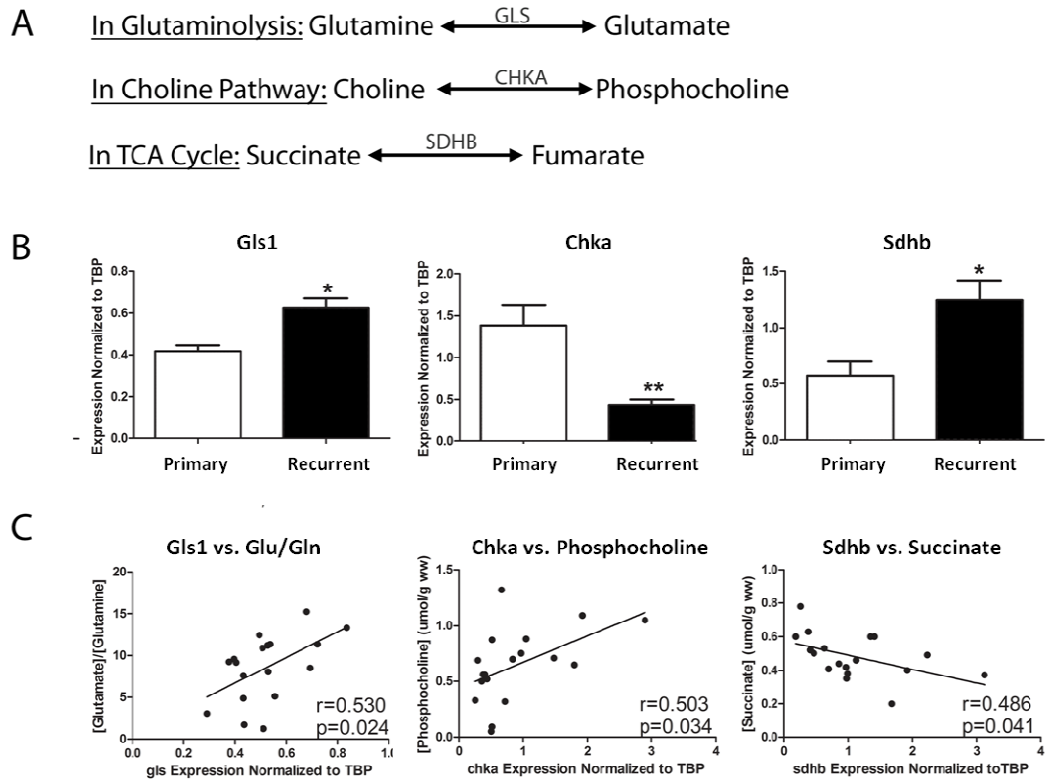 A
In Glutaminolysis: Glutamine GLS Glutamate
In Choline Pathway: Choline CHKA Phosphocholine
In TCA Cycle: Succinate SDHB Fumarate
B
Gls1
Expression Normalized to TBP
0.8
0.6
0.4
0.2
0.0
*
Primary Recurrent
Chka
Expression Normalized to TBP
2.0
1.5
1.0
0.5
0.0
**
Primary Recurrent
Sdhb
Expression Normalized to TBP
1.5
1.0
0.5
0.0
*
Primary Recurrent
C
Gls1 vs. Glu/Gln
[Glutamate]/[Glutamine]
20
15
10
5
0
r=0.530
p=0.024
0.0 0.2 0.4 0.6 0.8 1.0
gls Expression Normalized to TBP
Chka vs. Phosphocholine
[Phosphocholine] (umol/g ww)
1.5
1.0
0.5
0.0
r=0.503
p=0.034
0 1 2 3 4
chka Expression Normalized to TBP
Sdhb vs. Succinate
[Succinate] (umol/g ww)
1.0
0.8
0.6
0.4
0.2
0.0
r=0.486
p=0.041
0 1 2 3 4
sdhb Expression Normalized toTBP